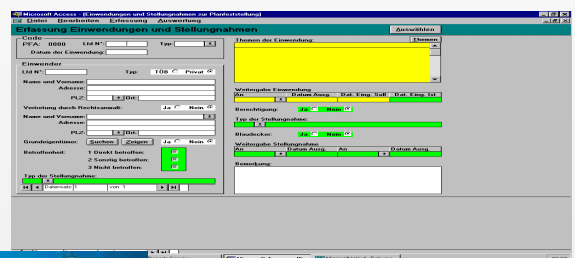 Microsoft Access - [Einwendungen und Stellungnahmen zur Planfeststellung]
Datei Bearbeiten Erfassung Auswertung
Erfassung Einwendungen und Stellungnahmen
Auswählen
Code
PFA: 0000 Lfd N°: Typ:
Datum der Einwendung:
Einwender
Lfd N°: Typ: TÖB Privat
Name und Vorname:
Adresse:
PLZ: Ort:
Vertretung durch Rechtsanwalt: Ja Nein
Name und Vorname:
Adresse:
PLZ: Ort:
Grundeigentümer: Suchen Zeigen Ja Nein
Betroffenheit: 1 Direkt betroffen:
2 Sonstig betroffen:
3 Nicht betroffen:
Typ der Stellungnahme:
Datensatz: 1 von 1
Themen der Einwendung: Themen
Weitergabe Einwendung
An Datum Ausg. Dat. Eing. Soll Dat. Eing. Ist
Berechtigung: Ja Nein
Typ der Stellungnahme:
Blaudecker: Ja Nein
Weitergabe Stellungnahme
An Datum Ausg. An Datum Ausg.
Bemerkung: